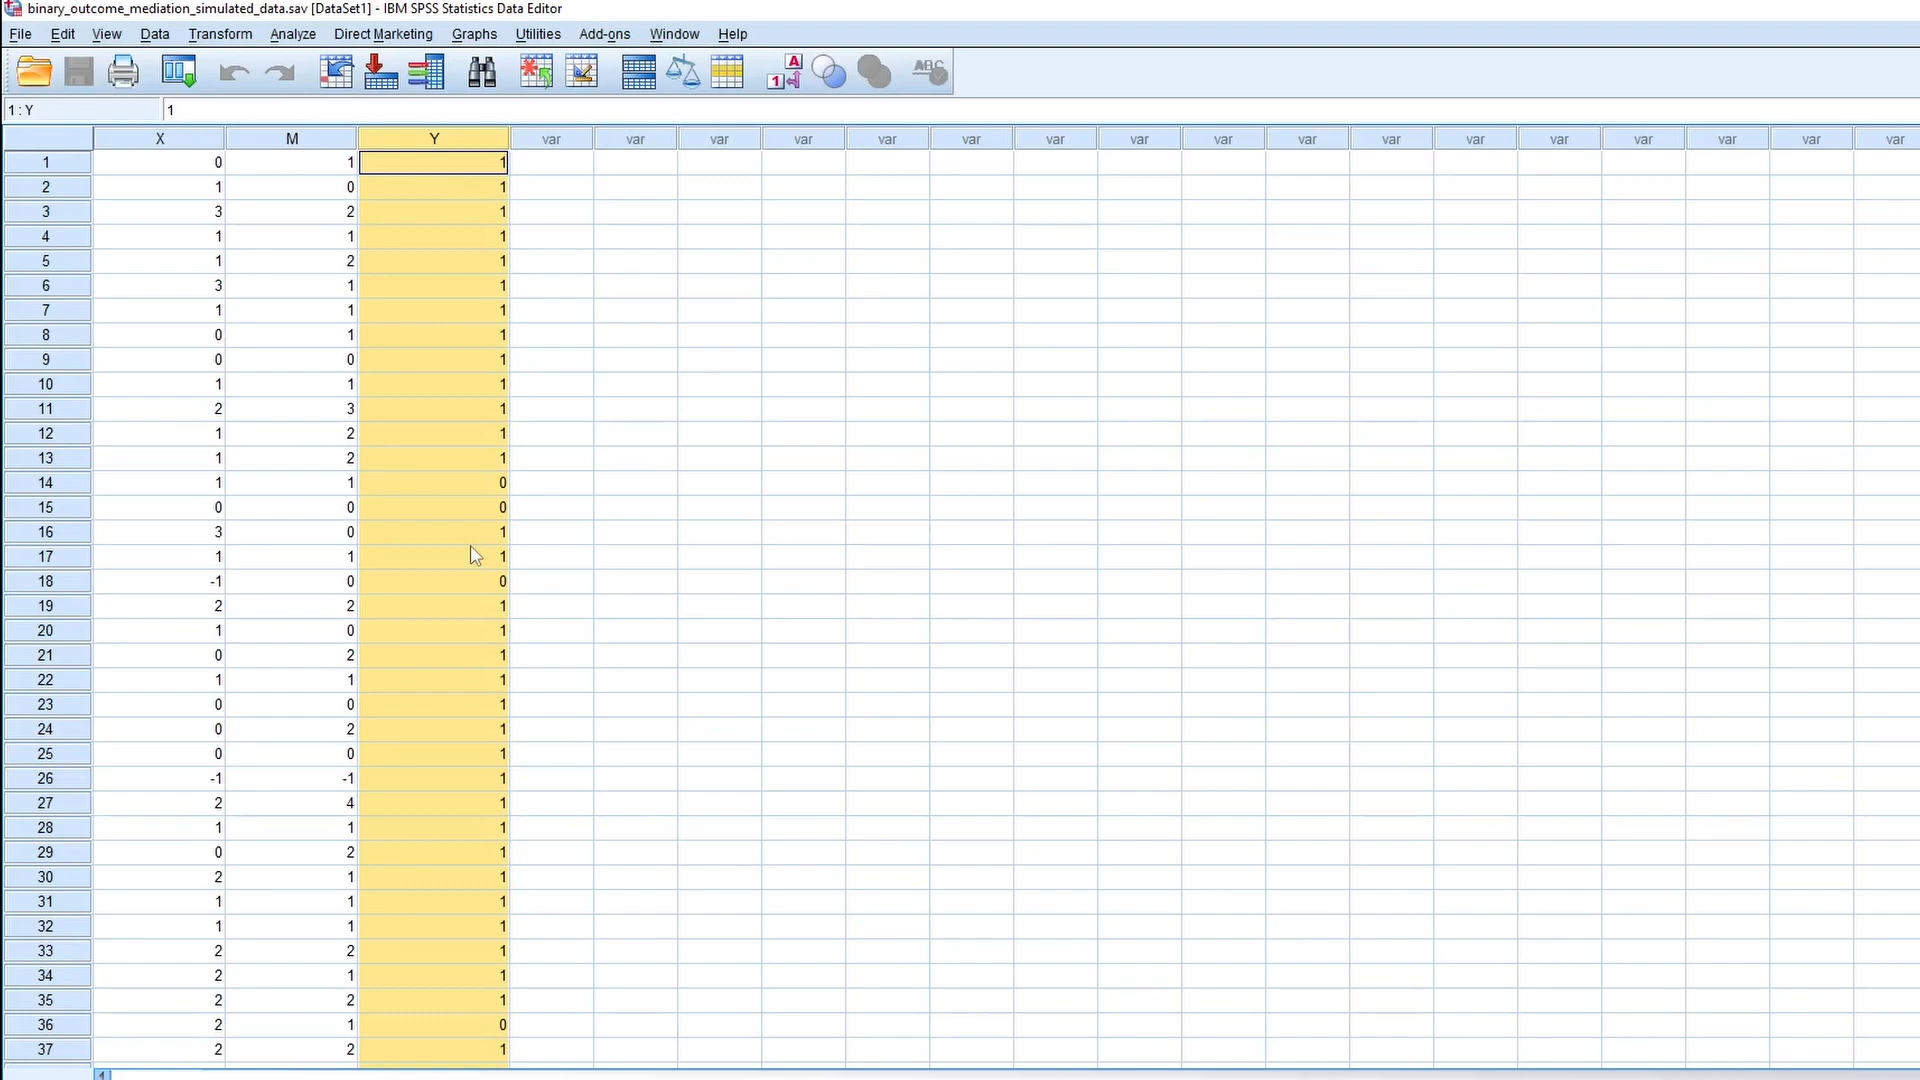 binary_outcome_mediation_simulated_data.sav [DataSet1] - IBM SPSS Statistics Data Editor
File Edit View Data Transform Analyze Direct Marketing Graphs Utilities Add-ons Window Help
A 1 ABC
1 : Y 1
X M Y var var var var var var var var var var var var var var var var var
1 0 1 1
2 1 0 1
3 3 2 1
4 1 1 1
5 1 2 1
6 3 1 1
7 1 1 1
8 0 1 1
9 0 0 1
10 1 1 1
11 2 3 1
12 1 2 1
13 1 2 1
14 1 1 0
15 0 0 0
16 3 0 1
17 1 1 1
18 -1 0 0
19 2 2 1
20 1 0 1
21 0 2 1
22 1 1 1
23 0 0 1
24 0 2 1
25 0 0 1
26 -1 -1 1
27 2 4 1
28 1 1 1
29 0 2 1
30 2 1 1
31 1 1 1
32 1 1 1
33 2 2 1
34 2 1 1
35 2 2 1
36 2 1 0
37 2 2 1